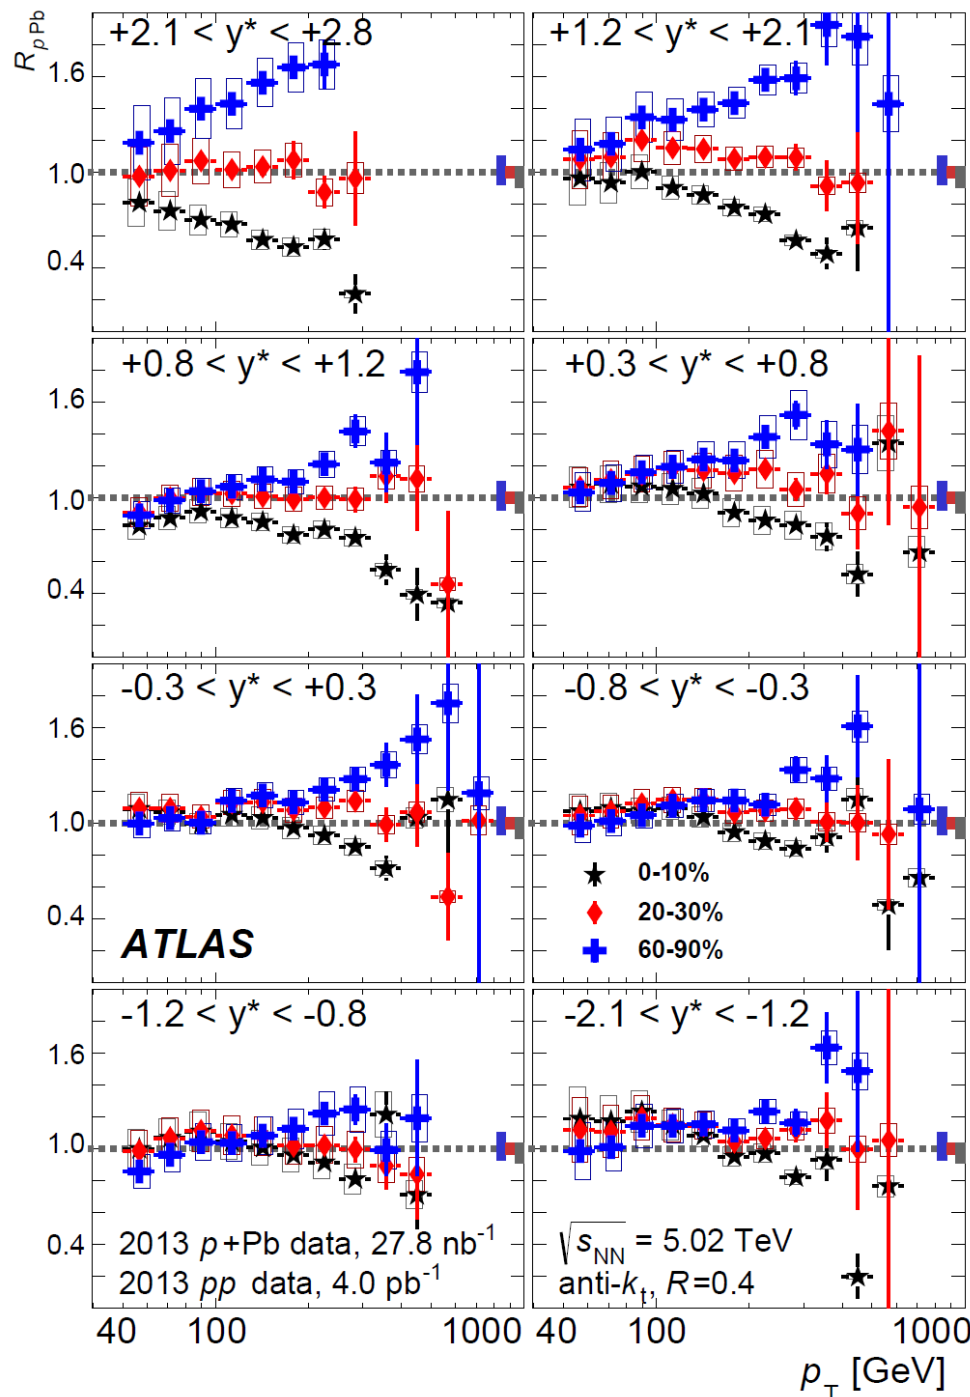 R pPb
+2.1 < y* < +2.8
+1.2 < y* < +2.1
1.6
1.0
0.4
+0.8 < y* < +1.2
+0.3 < y* < +0.8
1.6
1.0
0.4
-0.3 < y* < +0.3
-0.8 < y* < -0.3
1.6
1.0
0.4
0-10%
20-30%
60-90%
ATLAS
-1.2 < y* < -0.8
-2.1 < y* < -1.2
1.6
1.0
0.4
2013 p+Pb data, 27.8 nb⁻¹
2013 pp data, 4.0 pb⁻¹
√sNN = 5.02 TeV
anti-kt, R=0.4
40 100 1000
40 100 1000
pT [GeV]